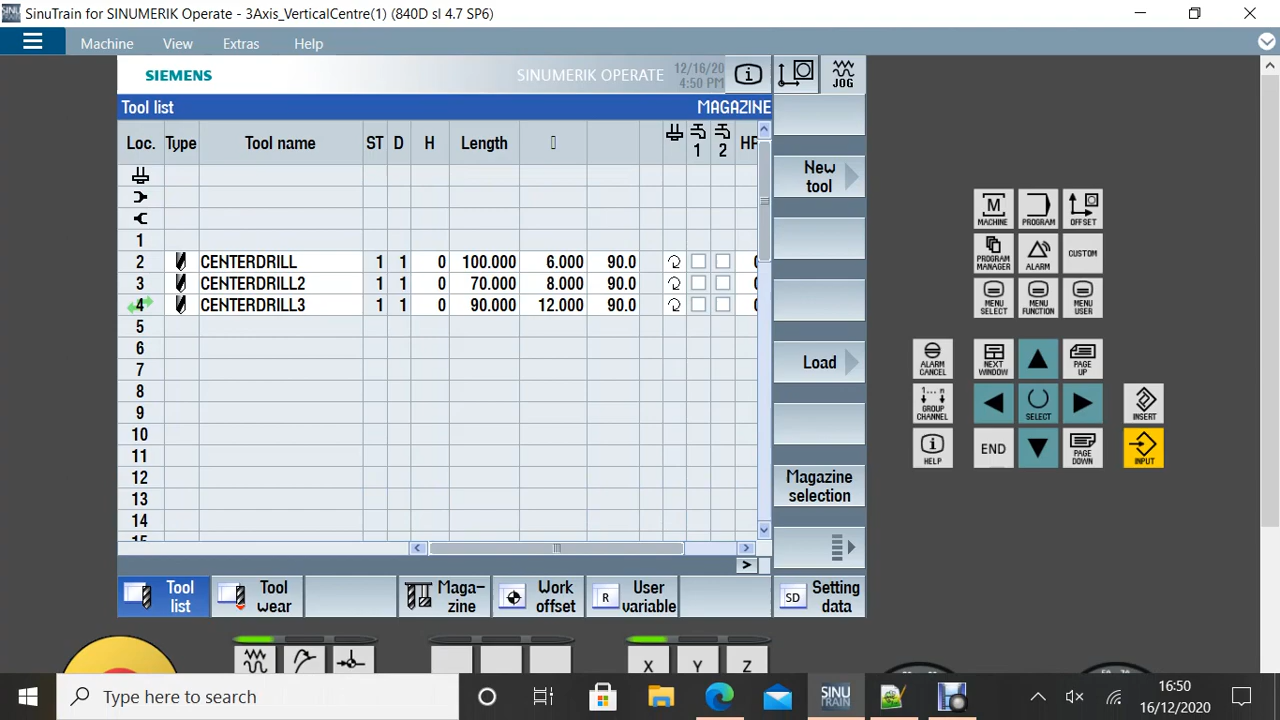 SinuTrain for SINUMERIK Operate - 3Axis_VerticalCentre(1) (840D sl 4.7 SP6)
Machine View Extras Help
SIEMENS SINUMERIK OPERATE 12/16/20 4:50 PM
JOG
Tool list MAGAZINE
Loc. Type Tool name ST D H Length 1 2
1
2 CENTERDRILL 1 1 0 100.000 6.000 90.0
3 CENTERDRILL2 1 1 0 70.000 8.000 90.0
4 CENTERDRILL3 1 1 0 90.000 12.000 90.0
5
6
7
8
9
10
11
12
13
14
15
New tool
Load
Magazine selection
>
Tool list
Tool wear
Maga-
zine
Work offset
R User variable
SD Setting data
M MACHINE
PROGRAM
OFFSET
PROGRAM MANAGER
ALARM
CUSTOM
MENU SELECT
MENU FUNCTION
MENU USER
ALARM CANCEL
NEXT WINDOW
PAGE UP
1... n GROUP CHANNEL
SELECT
INSERT
HELP
END
PAGE DOWN
INPUT
X Y Z
Type here to search
SINU TRAIN
16:50
16/12/2020